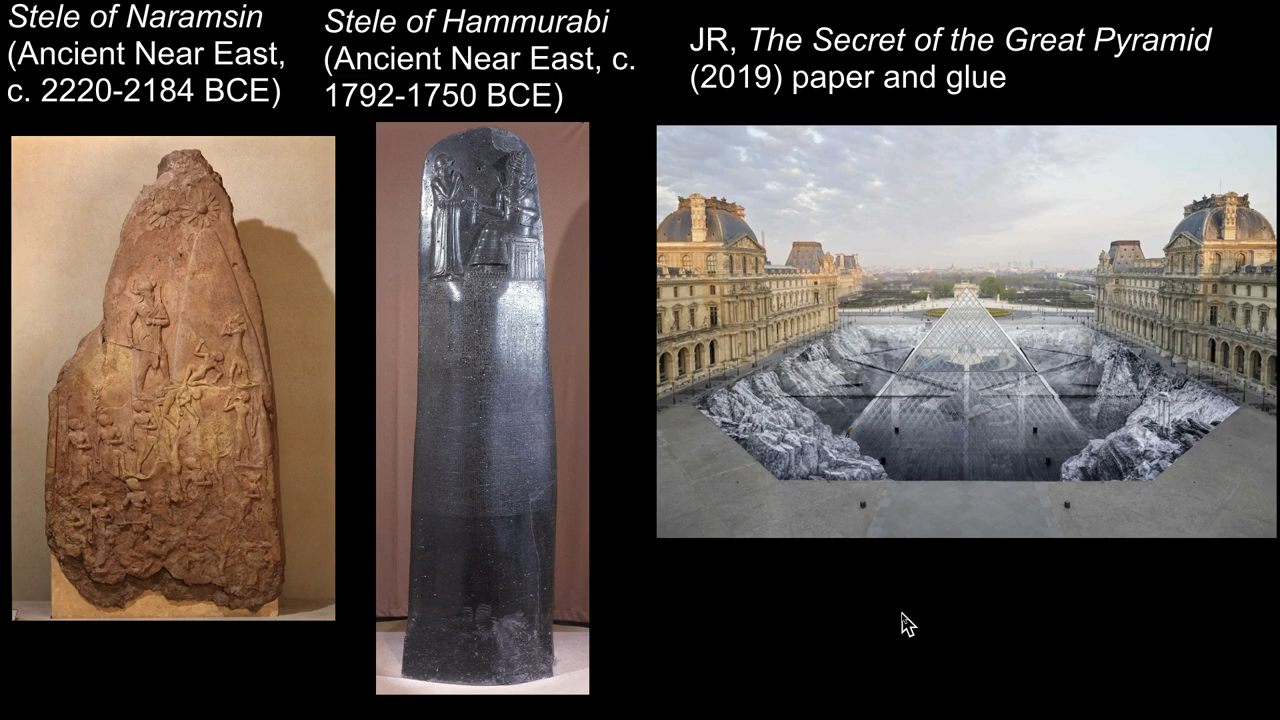 Stele of Naramsin
(Ancient Near East,
c. 2220-2184 BCE)
Stele of Hammurabi
(Ancient Near East, c.
1792-1750 BCE)
JR, The Secret of the Great Pyramid
(2019) paper and glue